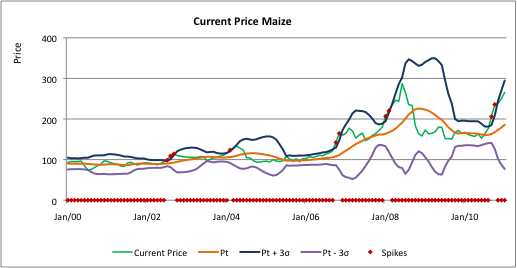 Current Price Maize
Price
400
300
200
100
0
Jan/00 Jan/02 Jan/04 Jan/06 Jan/08 Jan/10
Current Price Pt Pt + 3σ Pt - 3σ Spikes